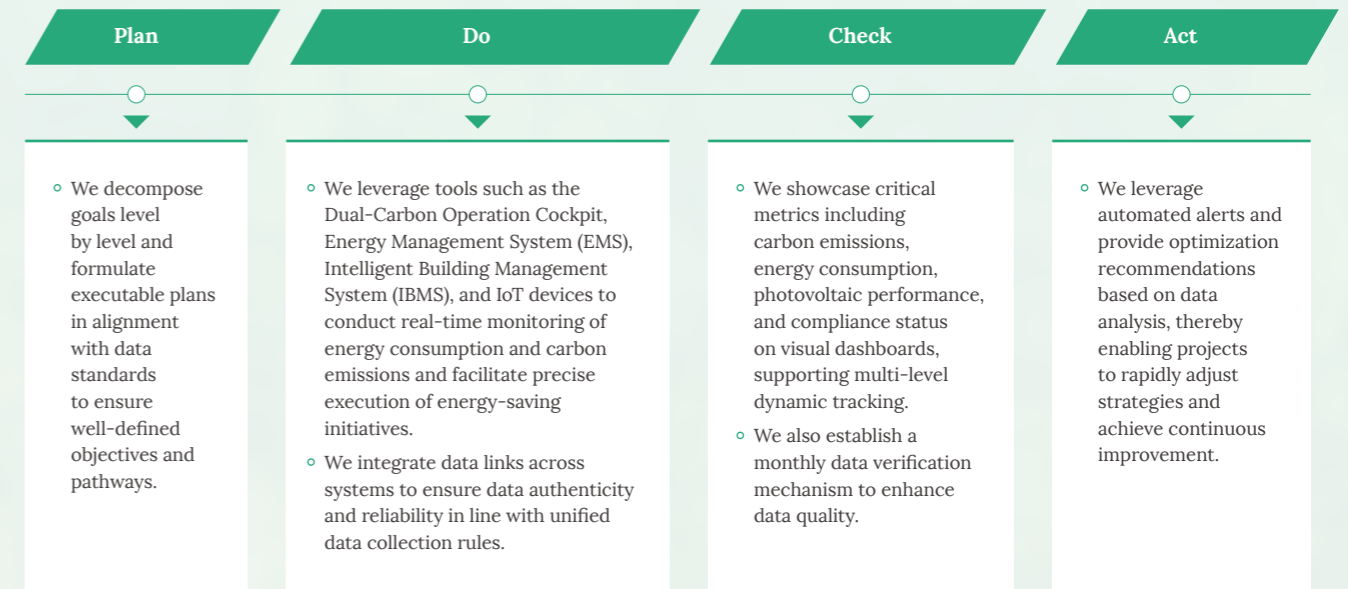 Plan
Do
Check
Act
We decompose
goals level
by level and
formulate
executable plans
in alignment
with data
standards
to ensure
well-defined
objectives and
pathways.
We leverage tools such as the
Dual-Carbon Operation Cockpit,
Energy Management System (EMS),
Intelligent Building Management
System (IBMS), and IoT devices to
conduct real-time monitoring of
energy consumption and carbon
emissions and facilitate precise
execution of energy-saving
initiatives.
We integrate data links across
systems to ensure data authenticity
and reliability in line with unified
data collection rules.
We showcase critical
metrics including
carbon emissions,
energy consumption,
photovoltaic performance,
and compliance status
on visual dashboards,
supporting multi-level
dynamic tracking.
We also establish a
monthly data verification
mechanism to enhance
data quality.
We leverage
automated alerts and
provide optimization
recommendations
based on data
analysis, thereby
enabling projects
to rapidly adjust
strategies and
achieve continuous
improvement.